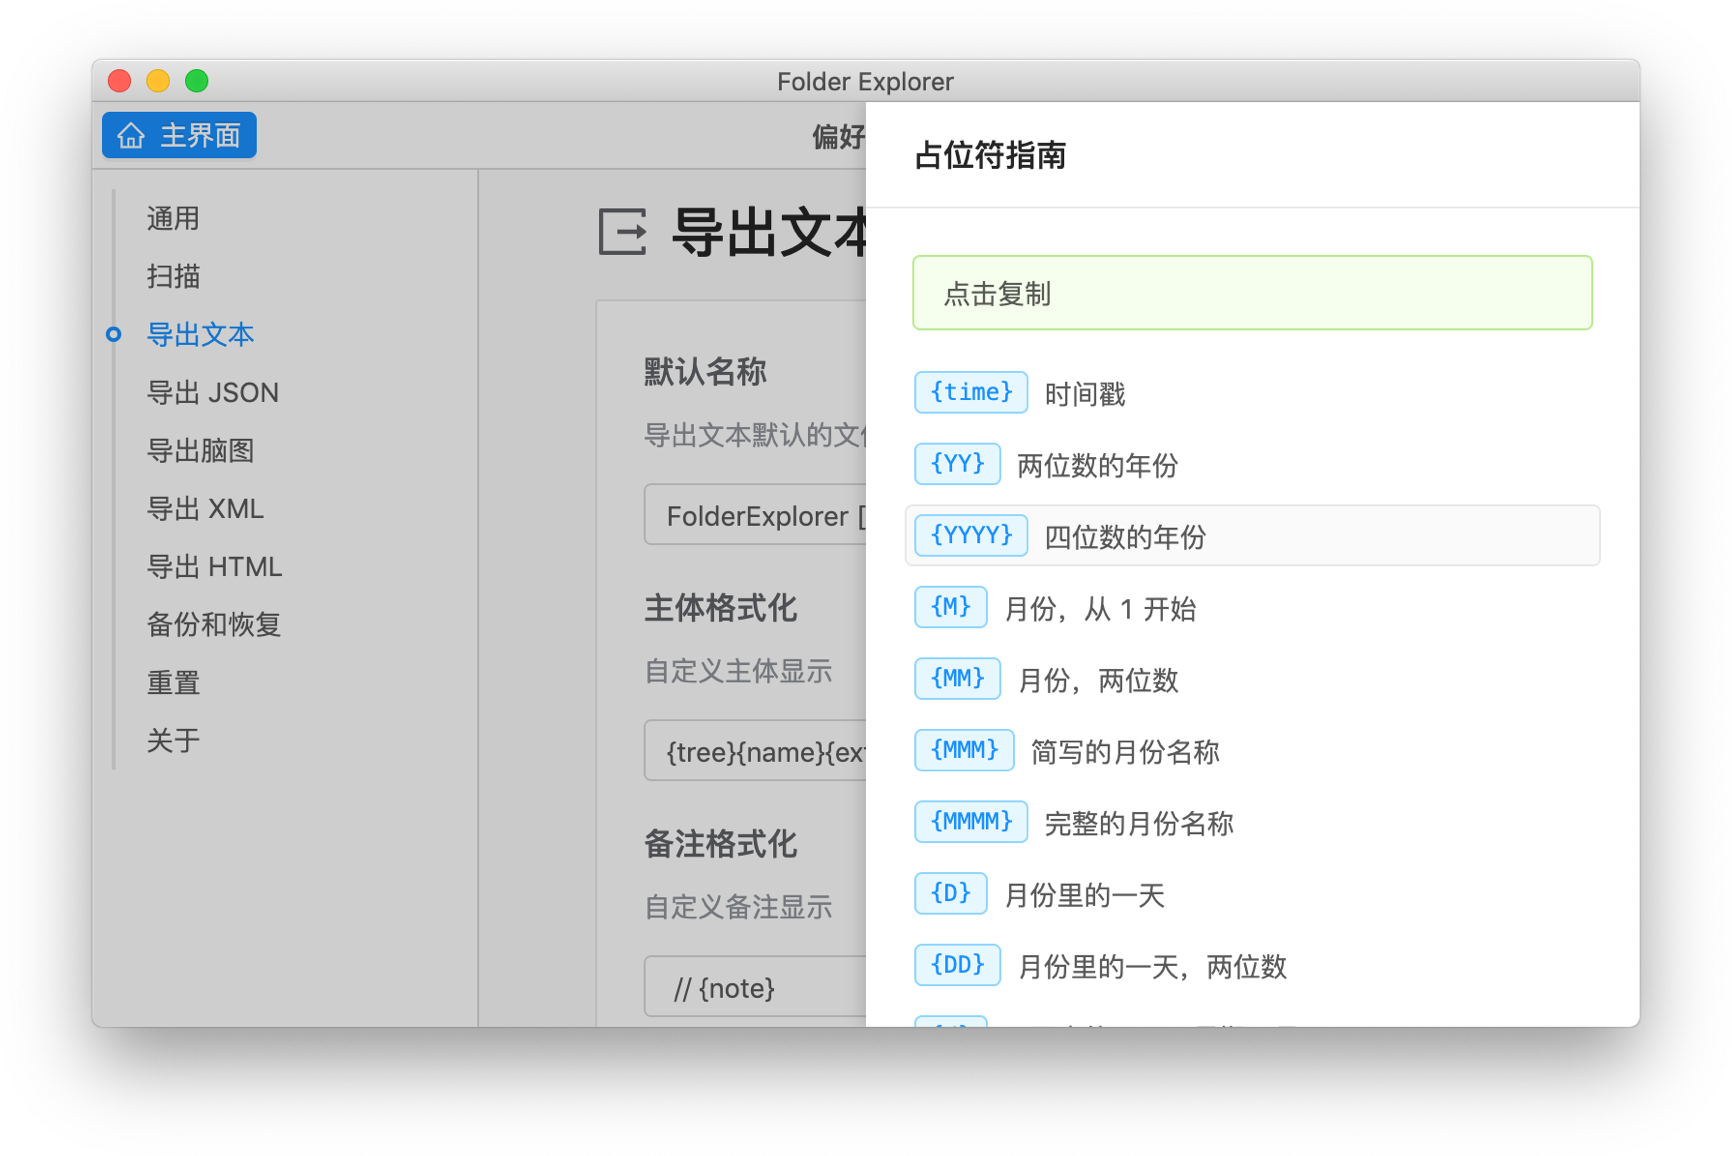 Folder Explorer
主界面
偏好
通用
扫描
导出文本
导出 JSON
导出脑图
导出 XML
导出 HTML
备份和恢复
重置
关于
导出文本
默认名称
导出文本默认的文
FolderExplorer [
主体格式化
自定义主体显示
{tree}{name}{ex
备注格式化
自定义备注显示
// {note}
占位符指南
点击复制
{time} 时间戳
{YY} 两位数的年份
{YYYY} 四位数的年份
{M} 月份，从 1 开始
{MM} 月份，两位数
{MMM} 简写的月份名称
{MMMM} 完整的月份名称
{D} 月份里的一天
{DD} 月份里的一天，两位数